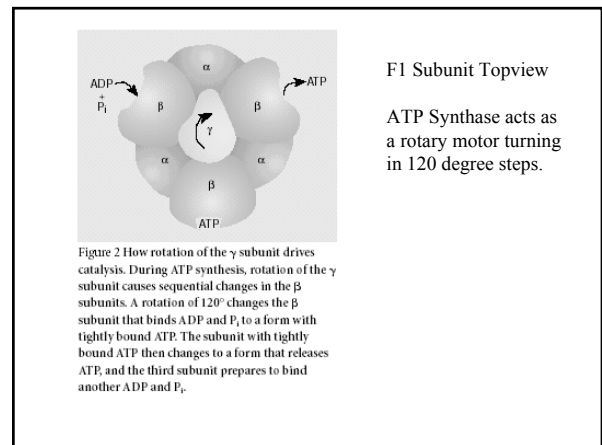 α
ADP
+
Pi
ATP
β
β
γ
α
α
β
ATP
Figure 2 How rotation of the γ subunit drives
catalysis. During ATP synthesis, rotation of the γ
subunit causes sequential changes in the β
subunits. A rotation of 120° changes the β
subunit that binds ADP and Pi to a form with
tightly bound ATP. The subunit with tightly
bound ATP then changes to a form that releases
ATP, and the third subunit prepares to bind
another ADP and Pi.
F1 Subunit Topview
ATP Synthase acts as
a rotary motor turning
in 120 degree steps.